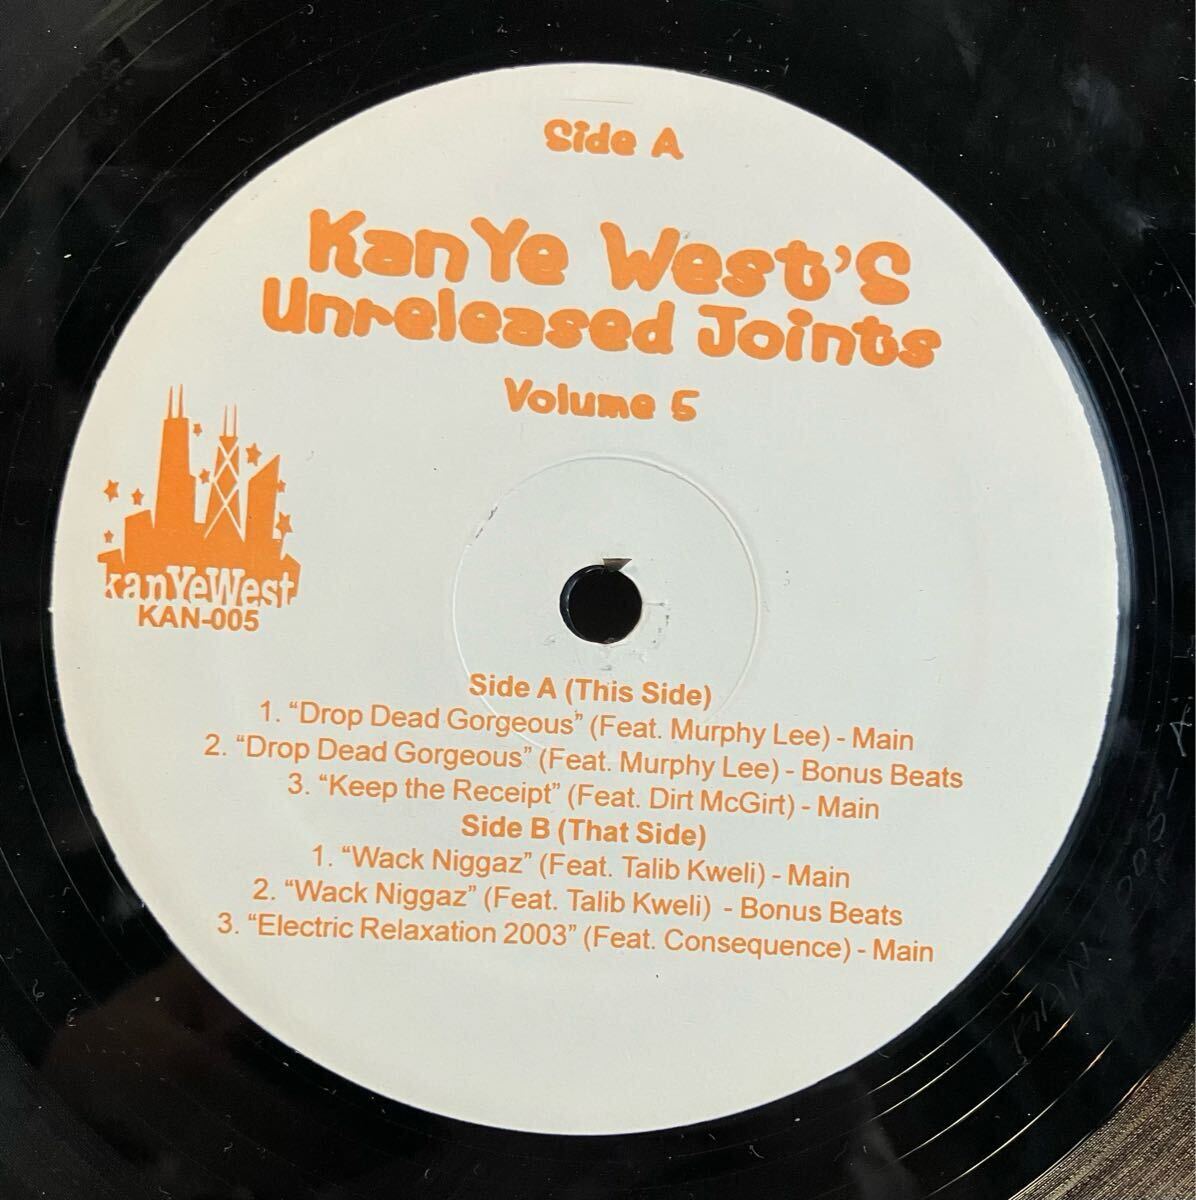 Side A
KanYe West'S
Unreleased Joints
Volume 5
kanYeWest
KAN-005
Side A (This Side)
1. “Drop Dead Gorgeous” (Feat. Murphy Lee) - Main
2. “Drop Dead Gorgeous” (Feat. Murphy Lee) - Bonus Beats
3. “Keep the Receipt” (Feat. Dirt McGirt) - Main
Side B (That Side)
1. “Wack Niggaz” (Feat. Talib Kweli) - Main
2. “Wack Niggaz” (Feat. Talib Kweli) - Bonus Beats
3. “Electric Relaxation 2003” (Feat. Consequence) - Main
KAN-005-A